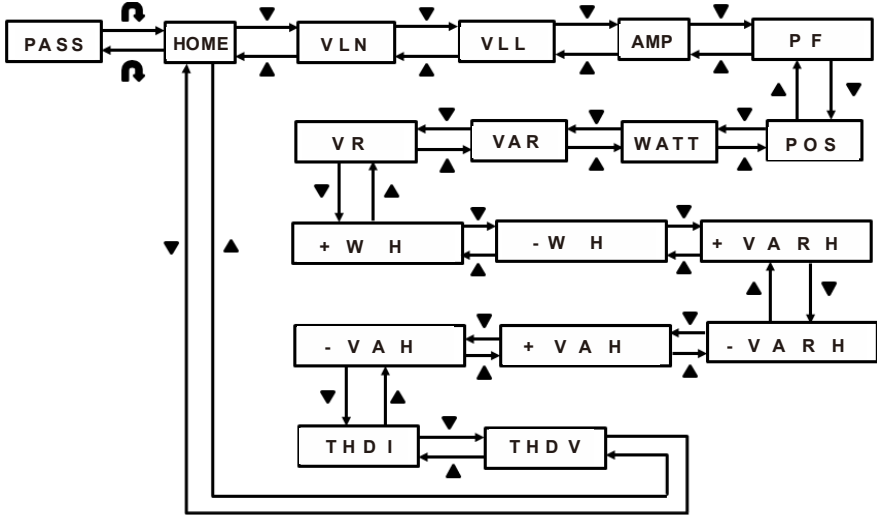 PASS HOME VLN VLL AMP PF
VR VAR WATT POS
+WH -WH +VARH
-VAH +VAH -VARH
THDI THDV